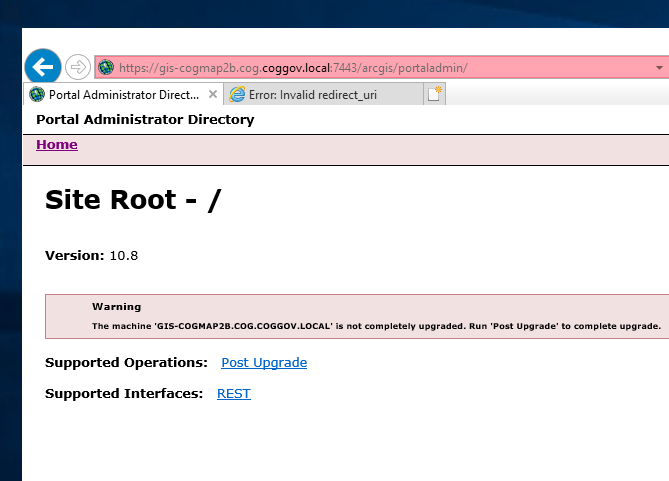 https://gis-cogmap2b.cog.coggov.local:7443/arcgis/portaladmin/
Portal Administrator Direct... × Error: Invalid redirect_uri
Portal Administrator Directory
Home
Site Root - /
Version: 10.8
Warning
The machine 'GIS-COGMAP2B.COG.COGGOV.LOCAL' is not completely upgraded. Run 'Post Upgrade' to complete upgrade.
Supported Operations: Post Upgrade
Supported Interfaces: REST